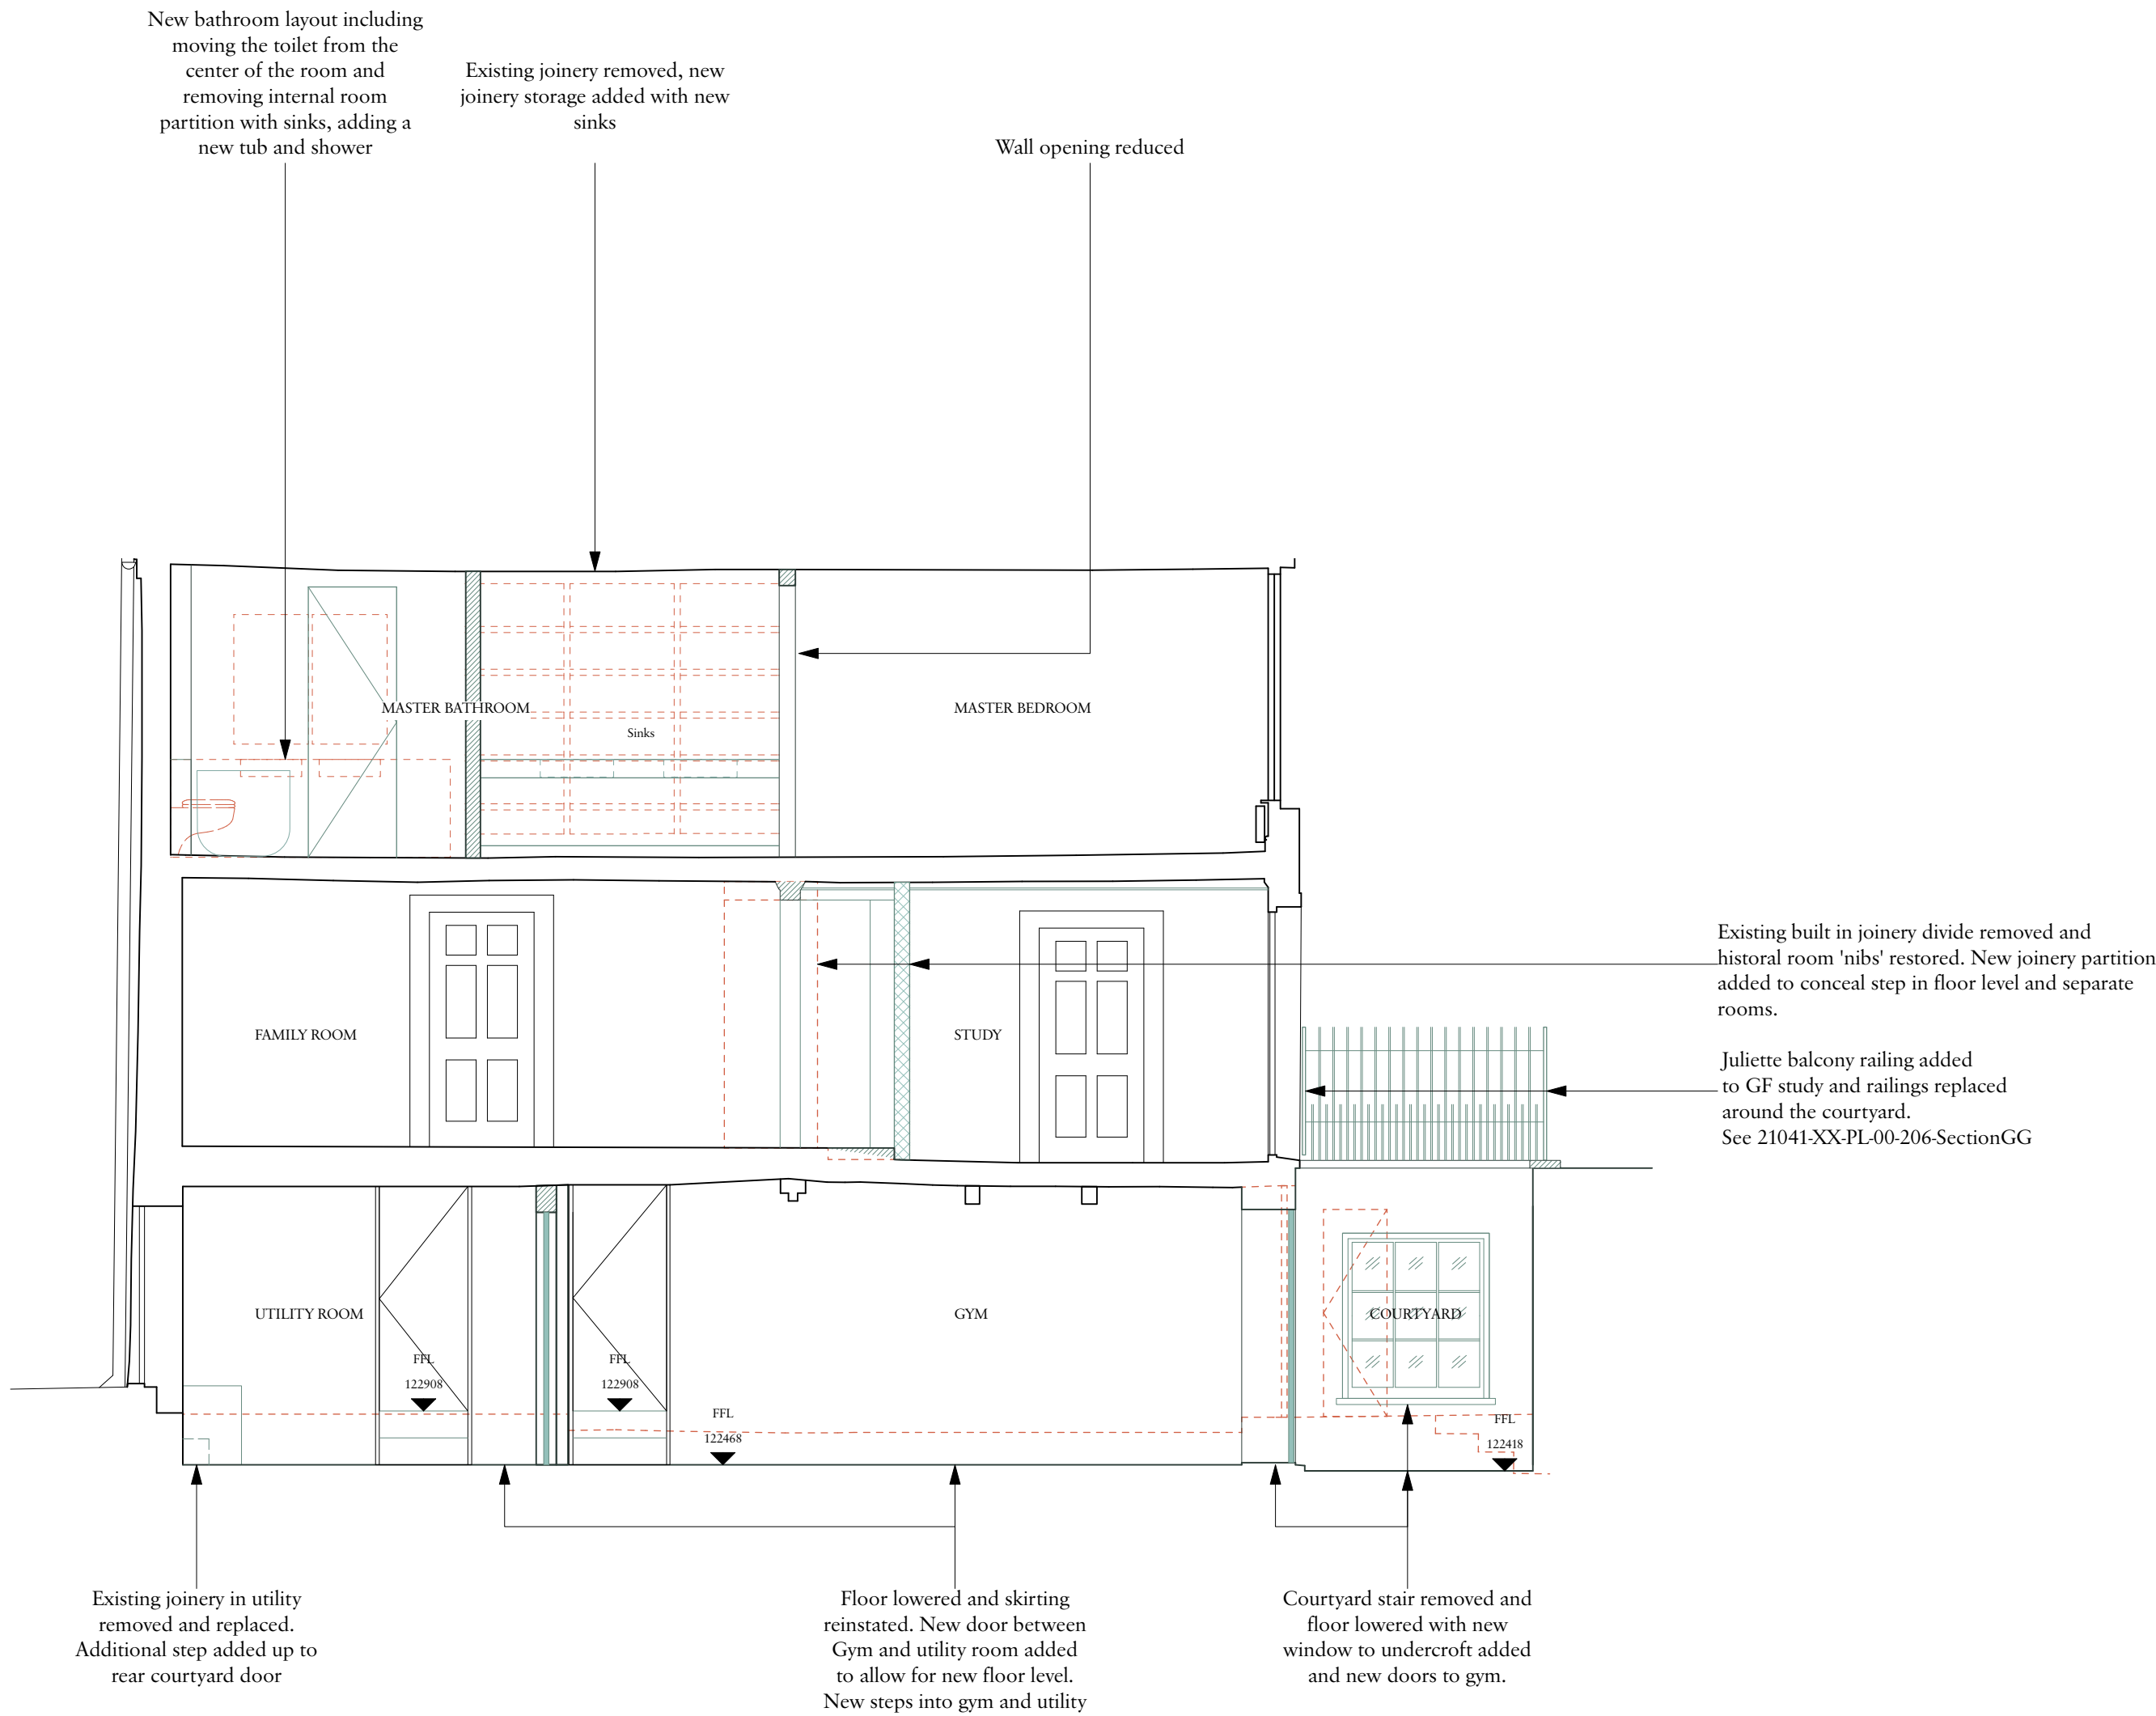 New bathroom layout including
moving the toilet from the
center of the room and
removing internal room
partition with sinks, adding a
new tub and shower
Existing joinery removed, new
joinery storage added with new
sinks
Wall opening reduced
MASTER BATHROOM
MASTER BEDROOM
Sinks
Existing built in joinery divide removed and
historal room 'nibs' restored. New joinery partition
added to conceal step in floor level and separate
rooms.
FAMILY ROOM
STUDY
Juliette balcony railing added
to GF study and railings replaced
around the courtyard.
See 21041-XX-PL-00-206-SectionGG
UTILITY ROOM
GYM
COURTYARD
FFL
122908
FFL
122908
FFL
122468
FFL
122418
Existing joinery in utility
removed and replaced.
Additional step added up to
rear courtyard door
Floor lowered and skirting
reinstated. New door between
Gym and utility room added
to allow for new floor level.
New steps into gym and utility
Courtyard stair removed and
floor lowered with new
window to undercroft added
and new doors to gym.